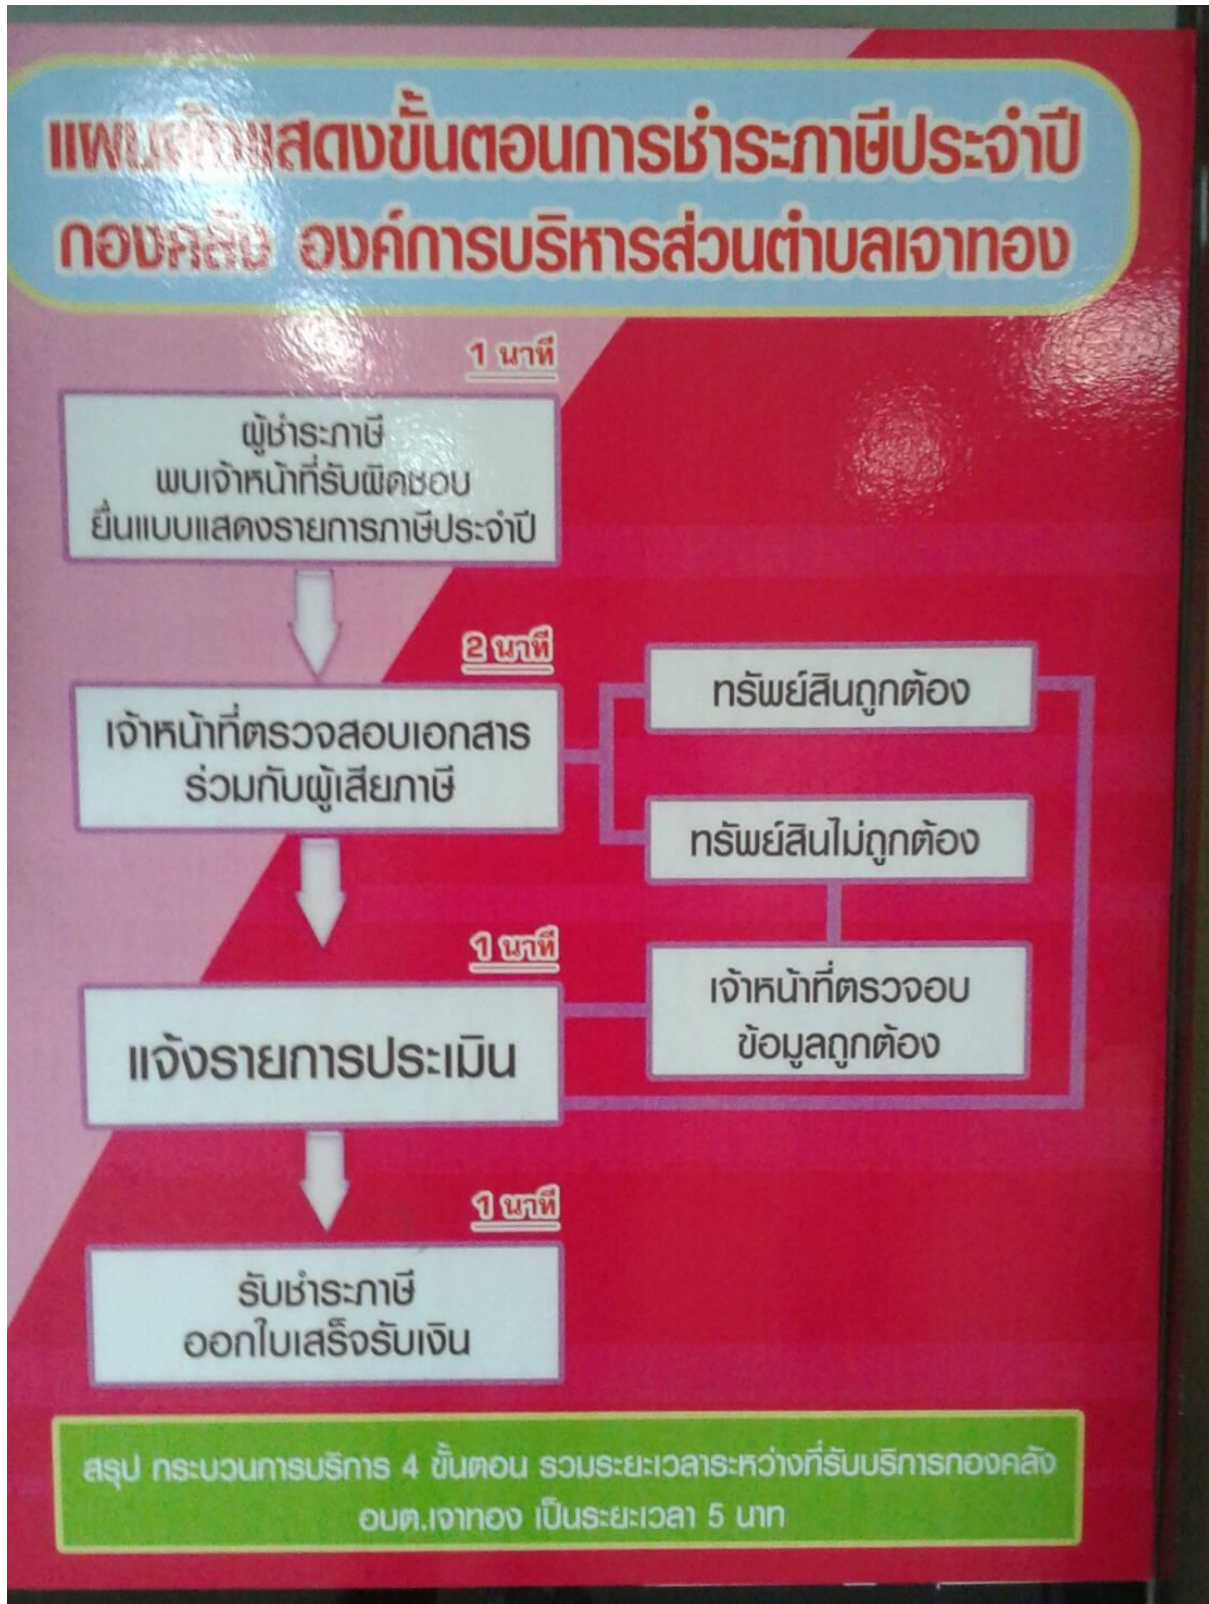 แผนผังแสดงขั้นตอนการชำระภาษีประจำปี
กองคลัง องค์การบริหารส่วนตำบลเจาทอง
1 นาที
ผู้ชำระภาษี
พบเจ้าหน้าที่รับผิดชอบ
ยื่นแบบแสดงรายการภาษีประจำปี
2 นาที
เจ้าหน้าที่ตรวจสอบเอกสาร
ร่วมกับผู้เสียภาษี
ทรัพย์สินถูกต้อง
ทรัพย์สินไม่ถูกต้อง
เจ้าหน้าที่ตรวจอบ
ข้อมูลถูกต้อง
1 นาที
แจ้งรายการประเมิน
1 นาที
รับชำระภาษี
ออกใบเสร็จรับเงิน
สรุป กระบวนการบริการ 4 ขั้นตอน รวมระยะเวลาระหว่างที่รับบริการกองคลัง
อบต.เจาทอง เป็นระยะเวลา 5 นาท